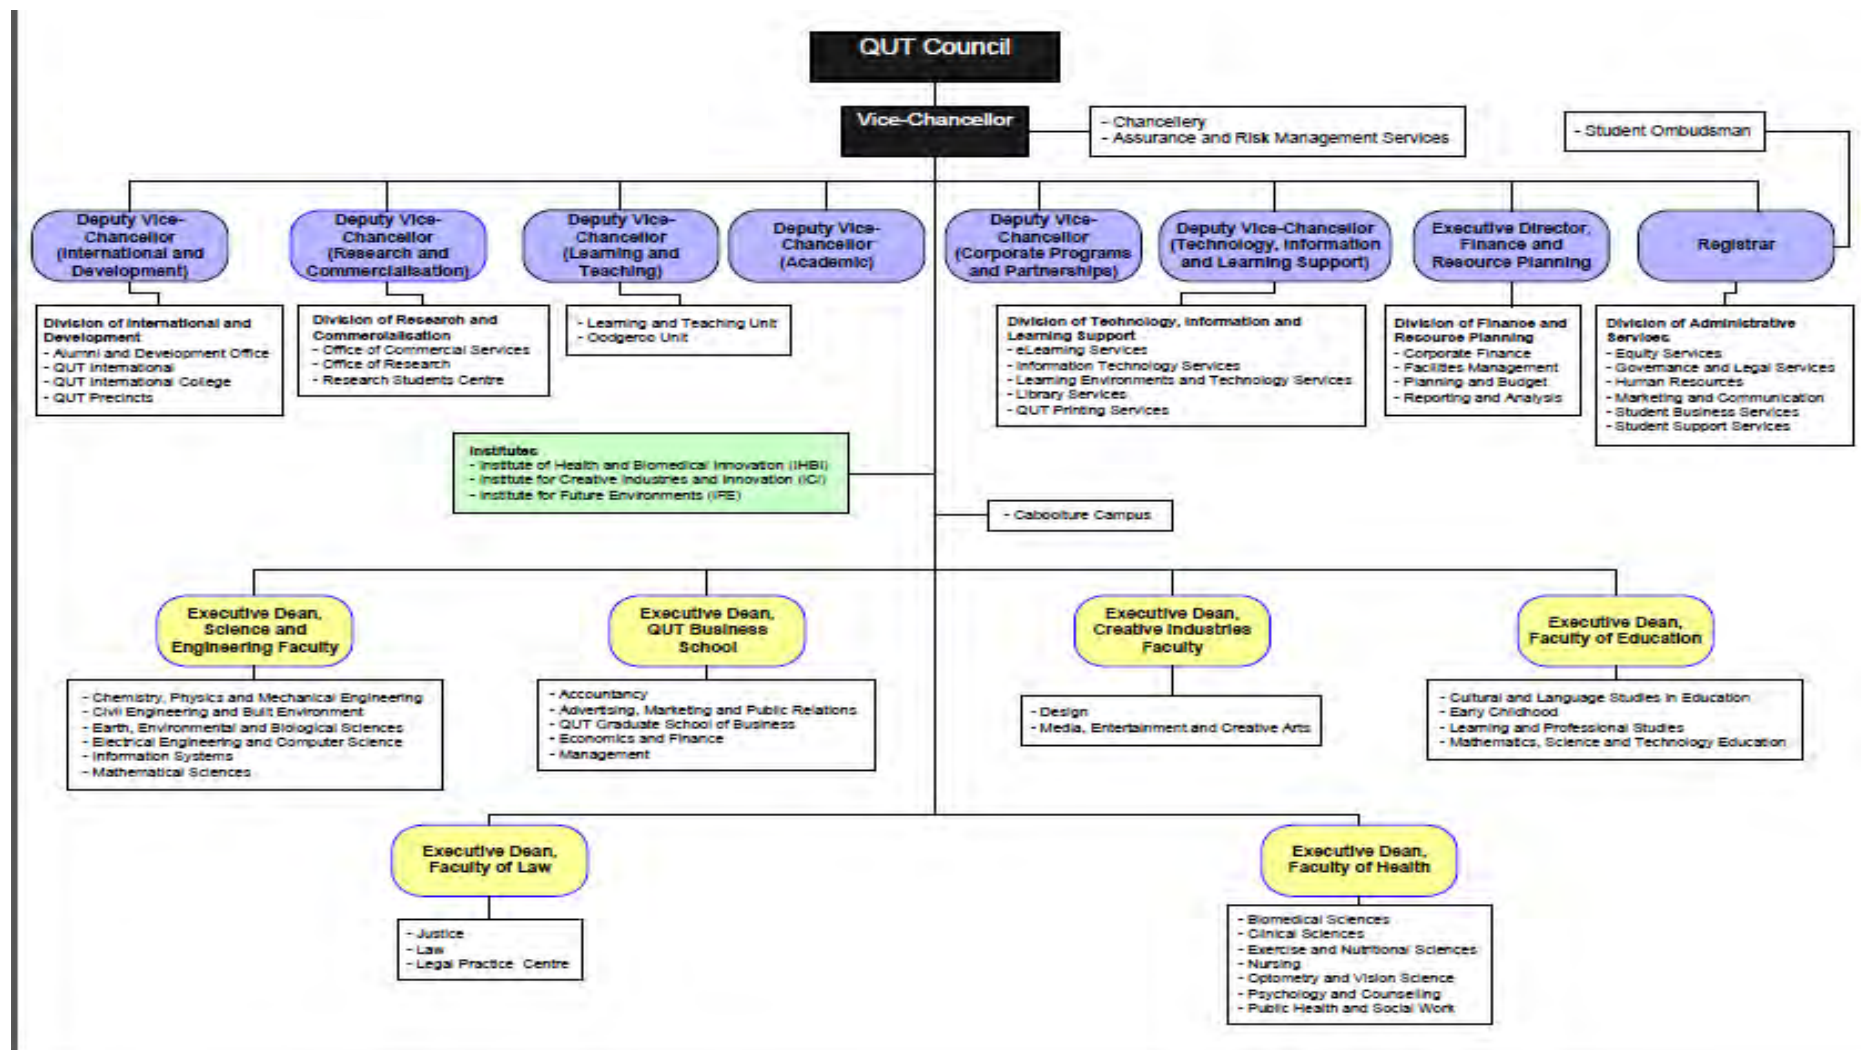 QUT Council
Vice-Chancellor
- Chancellery
- Assurance and Risk Management Services
- Student Ombudsman
Deputy Vice-
Chancellor
(International and
Development)
Deputy Vice-
Chancellor
(Research and
Commercialisation)
Deputy Vice-
Chancellor
(Learning and
Teaching)
Deputy Vice-
Chancellor
(Academic)
Deputy Vice-
Chancellor
(Corporate Programs
and Partnerships)
Deputy Vice-Chancellor
(Technology, Information
and Learning Support)
Executive Director,
Finance and
Resource Planning
Registrar
Division of International and
Development
- Alumni and Development Office
- QUT International
- QUT International College
- QUT Precincts
Division of Research and
Commercialisation
- Office of Commercial Services
- Office of Research
- Research Students Centre
- Learning and Teaching Unit
- Oodgeroo Unit
Division of Technology, Information and
Learning Support
- eLearning Services
- Information Technology Services
- Learning Environments and Technology Services
- Library Services
- QUT Printing Services
Division of Finance and
Resource Planning
- Corporate Finance
- Facilities Management
- Planning and Budget
- Reporting and Analysis
Division of Administrative
Services
- Equity Services
- Governance and Legal Services
- Human Resources
- Marketing and Communication
- Student Business Services
- Student Support Services
Institutes
- Institute of Health and Biomedical Innovation (IHBI)
- Institute for Creative Industries and Innovation (ICI)
- Institute for Future Environments (IFE)
- Caboolture Campus
Executive Dean,
Science and
Engineering Faculty
Executive Dean,
QUT Business
School
Executive Dean,
Creative Industries
Faculty
Executive Dean,
Faculty of Education
- Chemistry, Physics and Mechanical Engineering
- Civil Engineering and Built Environment
- Earth, Environmental and Biological Sciences
- Electrical Engineering and Computer Science
- Information Systems
- Mathematical Sciences
- Accountancy
- Advertising, Marketing and Public Relations
- QUT Graduate School of Business
- Economics and Finance
- Management
- Design
- Media, Entertainment and Creative Arts
- Cultural and Language Studies in Education
- Early Childhood
- Learning and Professional Studies
- Mathematics, Science and Technology Education
Executive Dean,
Faculty of Law
Executive Dean,
Faculty of Health
- Justice
- Law
- Legal Practice Centre
- Biomedical Sciences
- Clinical Sciences
- Exercise and Nutritional Sciences
- Nursing
- Optometry and Vision Science
- Psychology and Counselling
- Public Health and Social Work